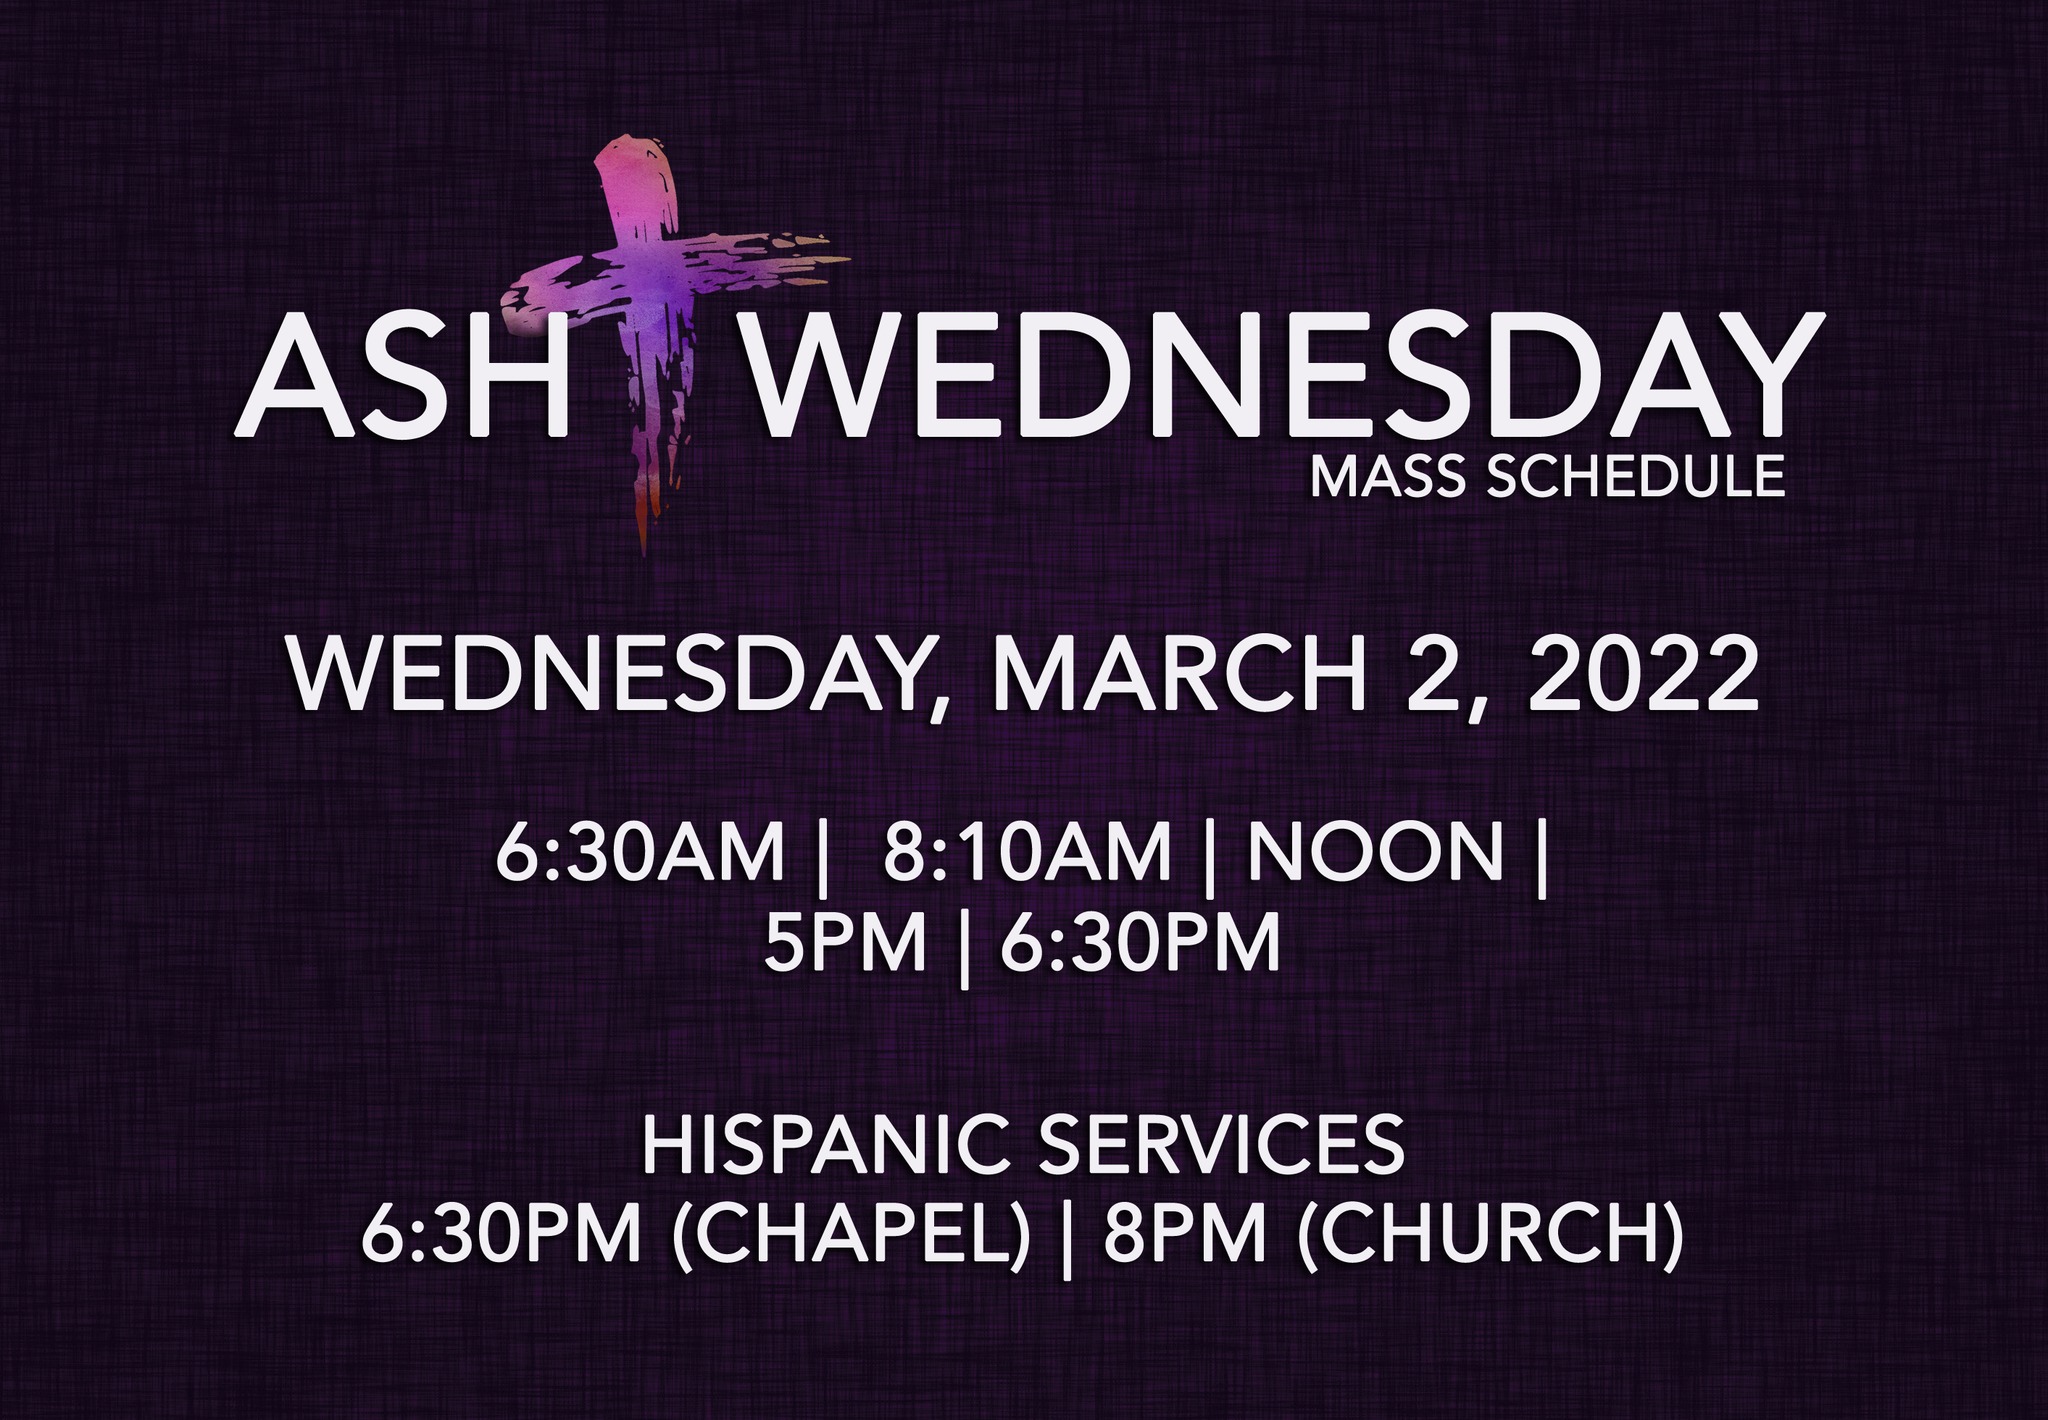 ASH WEDNESDAY
MASS SCHEDULE
WEDNESDAY, MARCH 2, 2022
6:30AM | 8:10AM | NOON |
5PM | 6:30PM
HISPANIC SERVICES
6:30PM (CHAPEL) | 8PM (CHURCH)